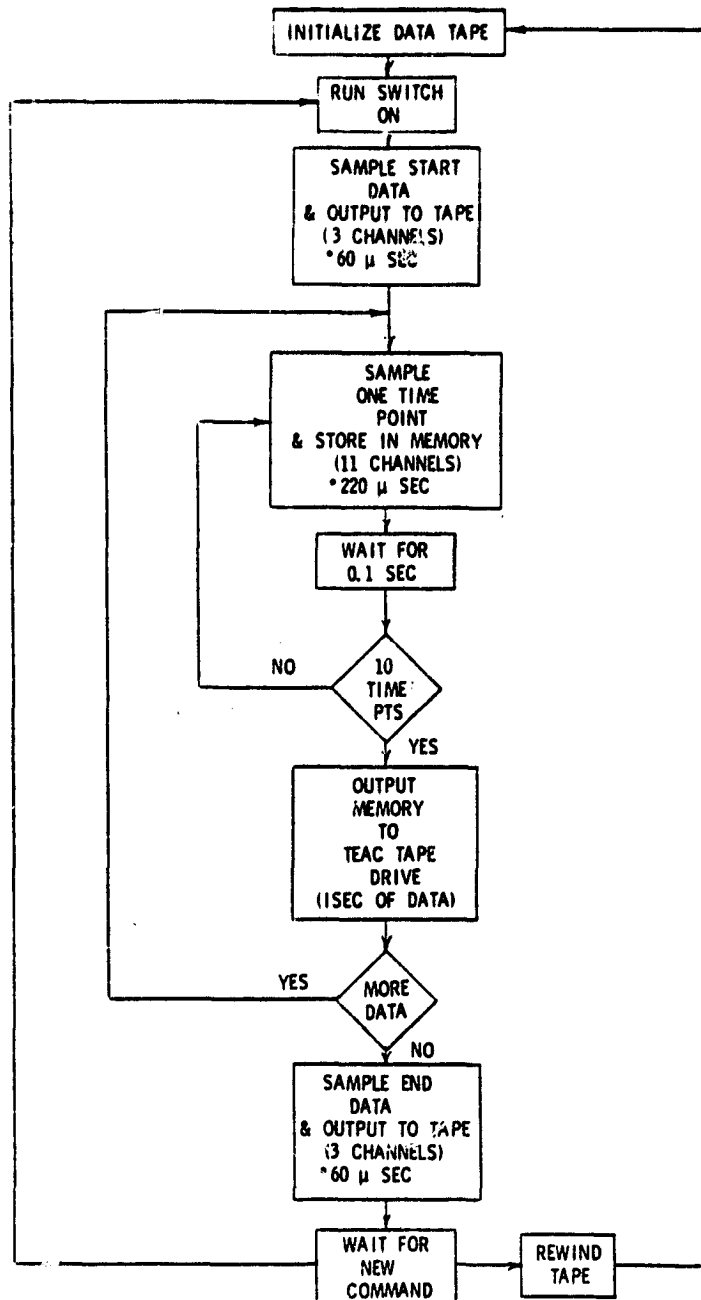 INITIALIZE DATA TAPE
RUN SWITCH
ON
SAMPLE START
DATA
& OUTPUT TO TAPE
(3 CHANNELS)
*60 μ SEC
SAMPLE
ONE TIME
POINT
& STORE IN MEMORY
(11 CHANNELS)
*220 μ SEC
WAIT FOR
0.1 SEC
NO
10
TIME
PTS
YES
OUTPUT
MEMORY
TO
TEAC TAPE
DRIVE
(1SEC OF DATA)
YES
MORE
DATA
NO
SAMPLE END
DATA
& OUTPUT TO TAPE
(3 CHANNELS)
*60 μ SEC
WAIT FOR
NEW
COMMAND
REWIND
TAPE